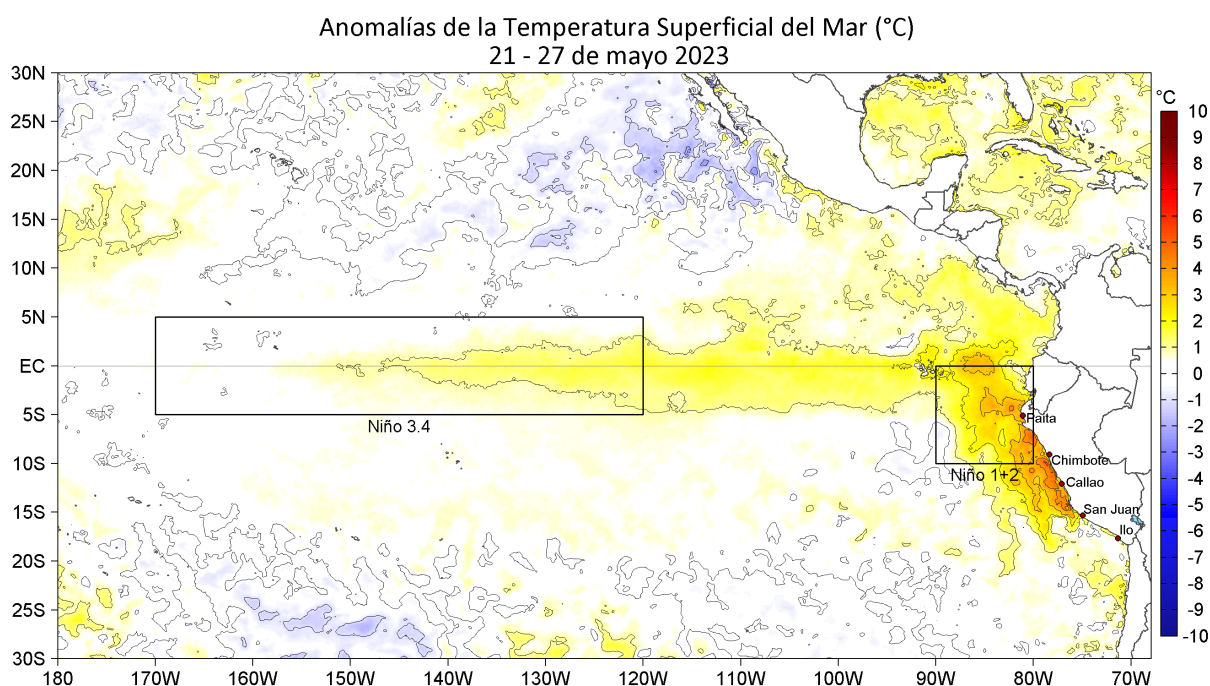 Anomalías de la Temperatura Superficial del Mar (°C)
21 - 27 de mayo 2023
30N
25N
20N
15N
10N
5N
EC
5S
10S
15S
20S
25S
30S
Niño 3.4
Niño 1+2
Paita
Chimbote
Callao
San Juan
Ilo
°C
10
9
8
7
6
5
4
3
2
1
0
-1
-2
-3
-4
-5
-6
-7
-8
-9
-10
180 170W 160W 150W 140W 130W 120W 110W 100W 90W 80W 70W